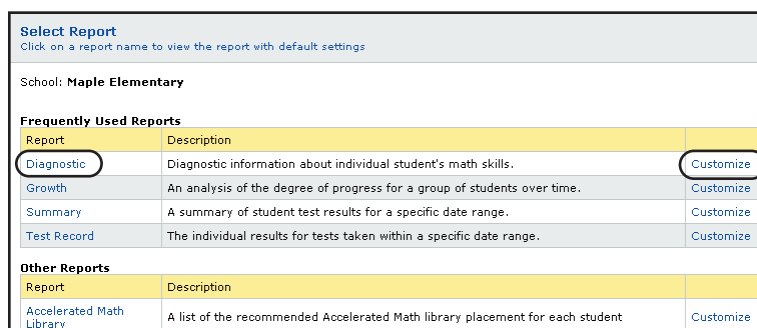 Select Report
Click on a report name to view the report with default settings
School: Maple Elementary
Frequently Used Reports
Report Description
Diagnostic Diagnostic information about individual student's math skills. Customize
Growth An analysis of the degree of progress for a group of students over time. Customize
Summary A summary of student test results for a specific date range. Customize
Test Record The individual results for tests taken within a specific date range. Customize
Other Reports
Report Description
Accelerated Math
Library A list of the recommended Accelerated Math library placement for each student Customize